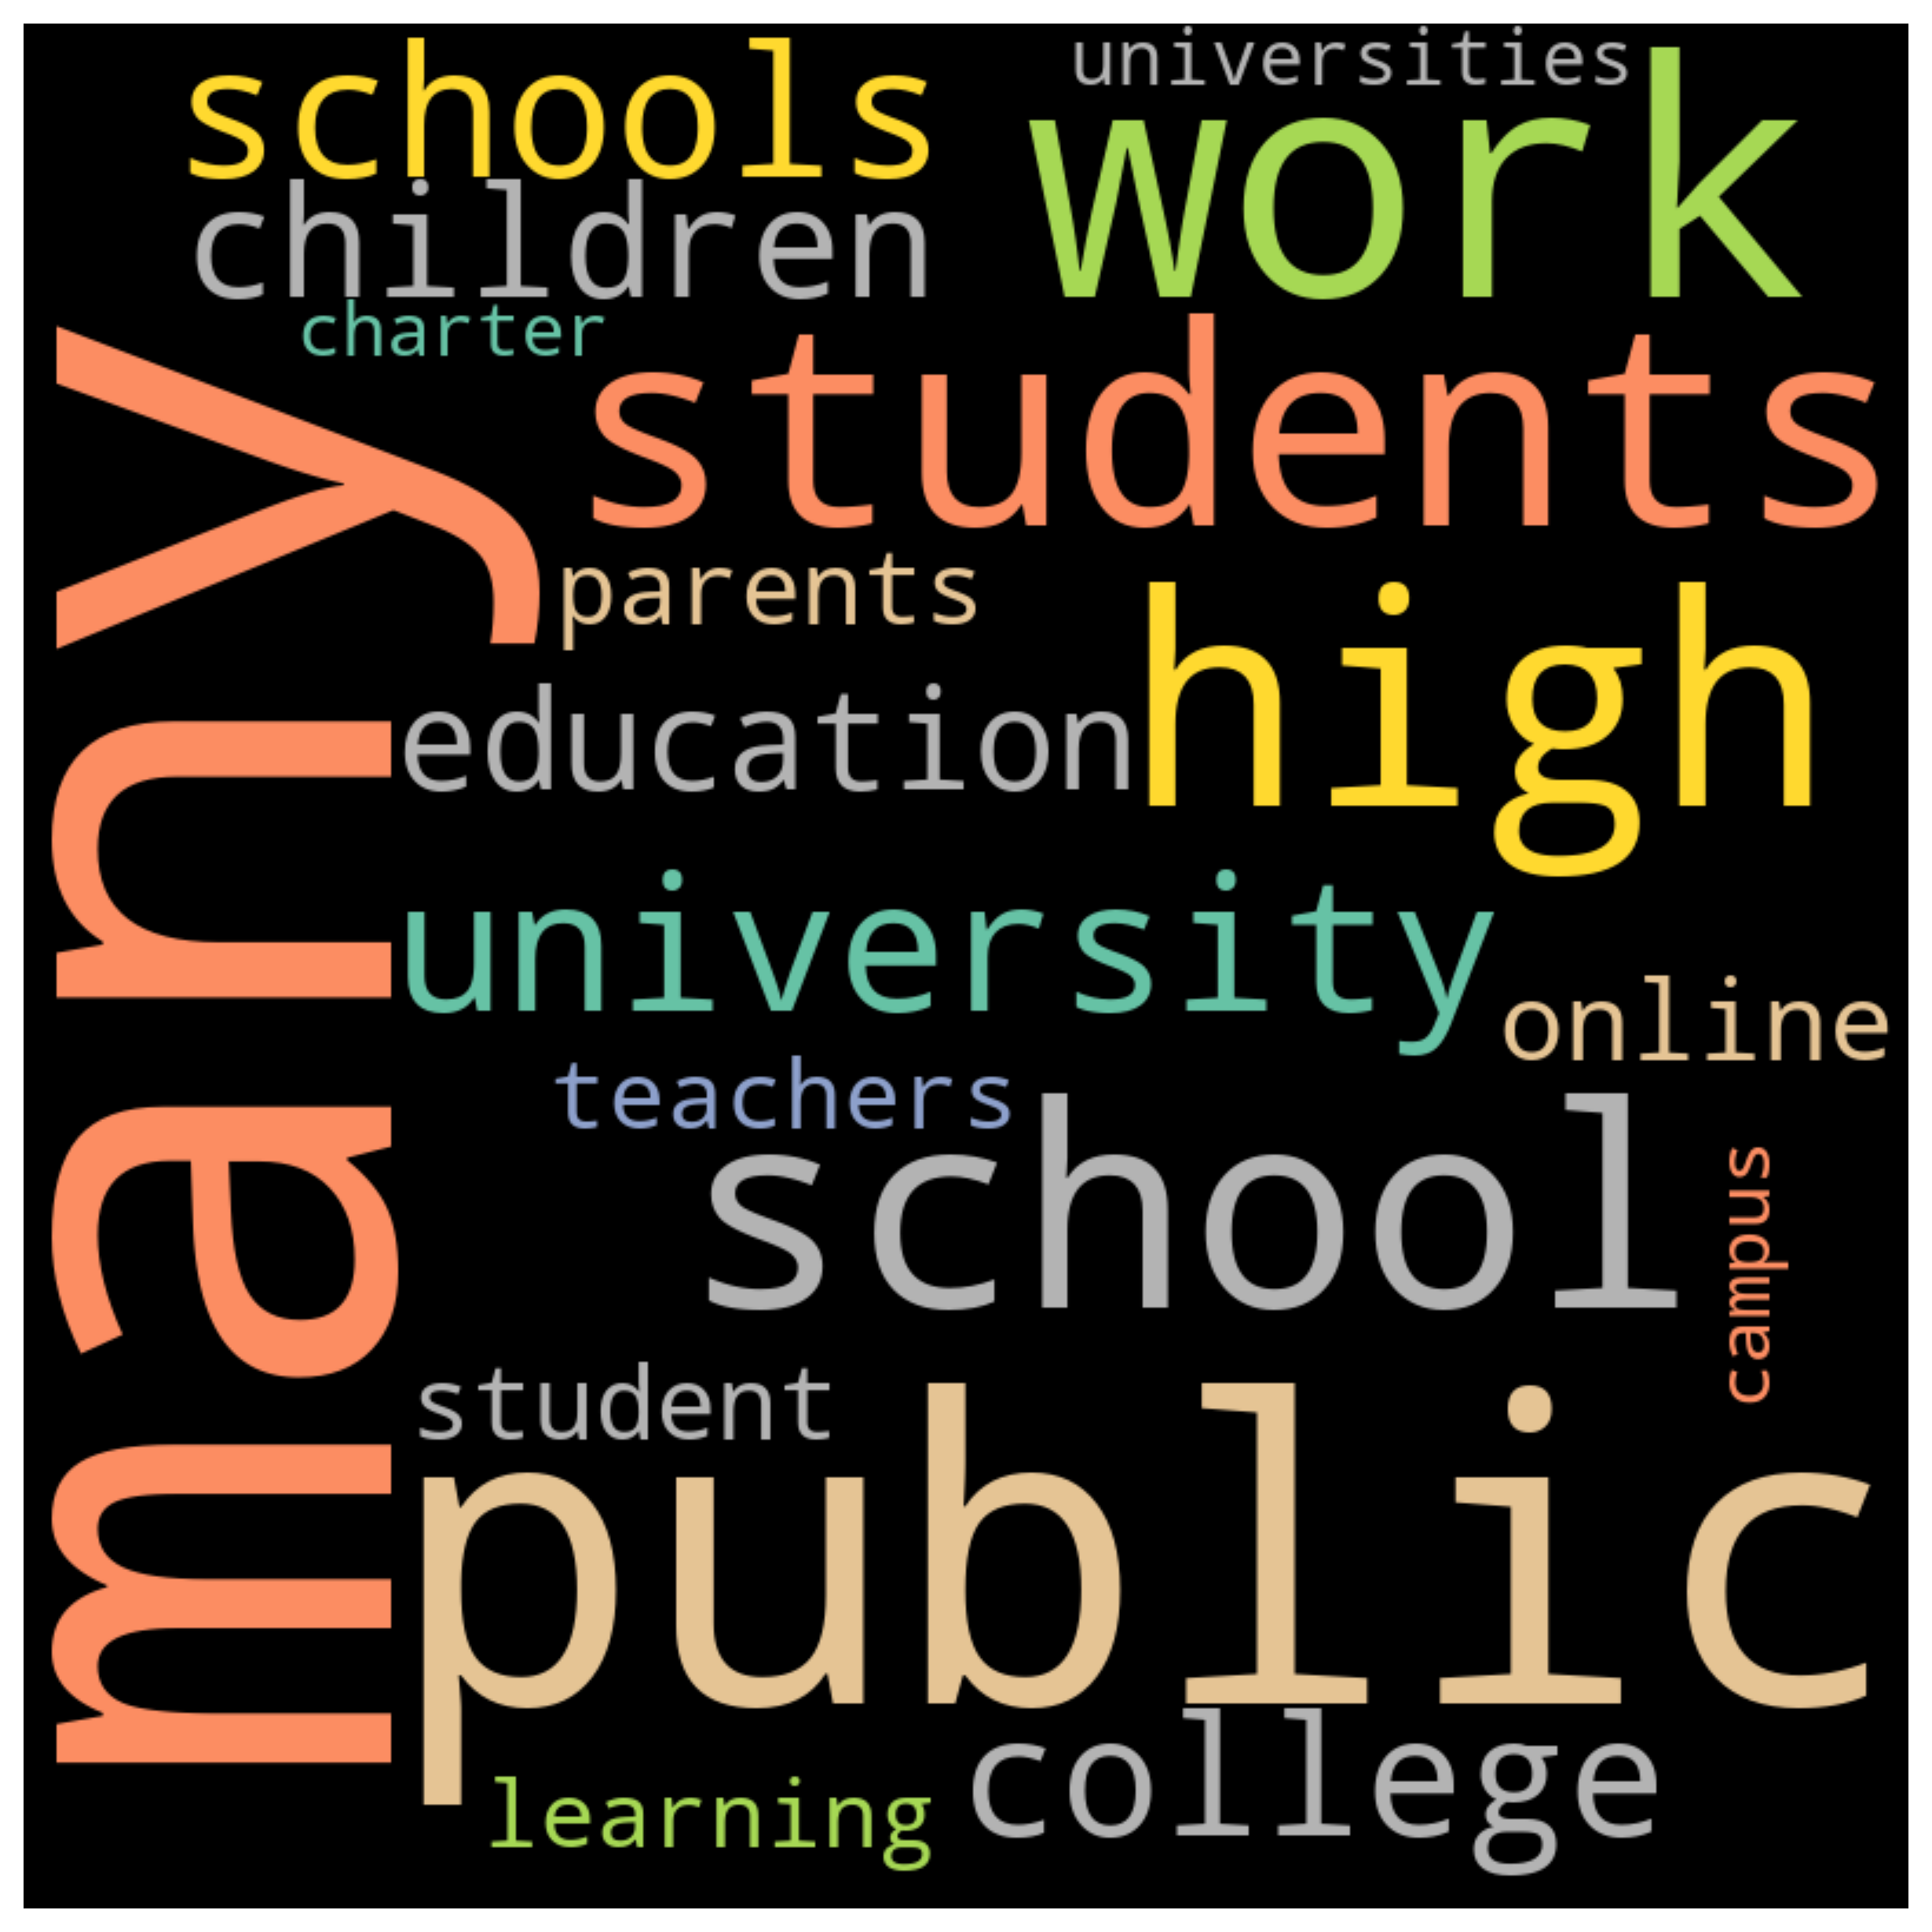 universities
schools
work
children
charter
students
many
parents
high
education
university
online
teachers
school
campus
student
public
college
learning